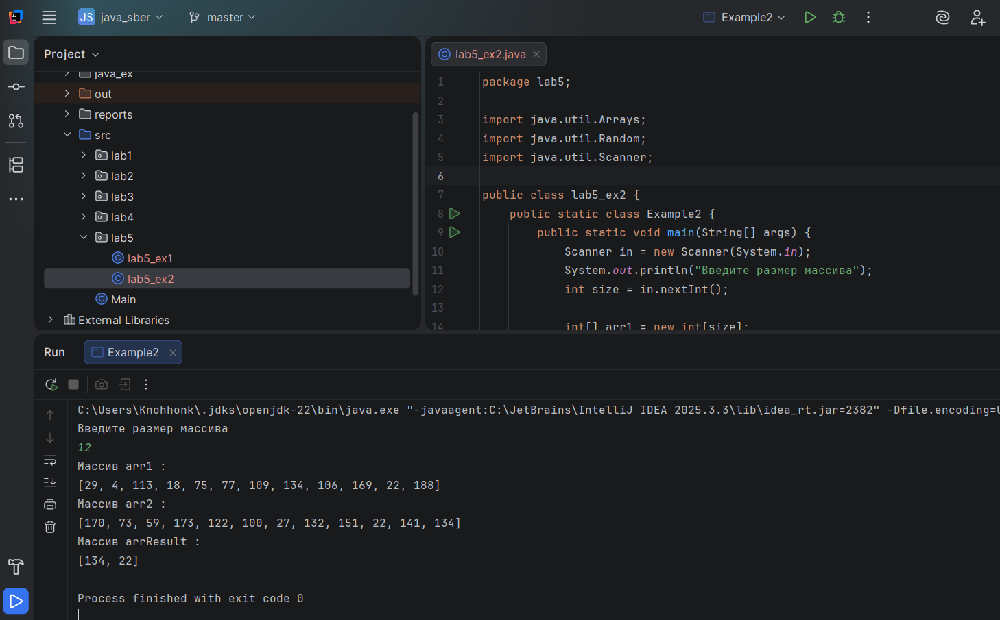 JS java_sber master Example2
Project
java_ex
out
reports
src
lab1
lab2
lab3
lab4
lab5
lab5_ex1
lab5_ex2
Main
External Libraries
lab5_ex2.java
1 package lab5;
2
3 import java.util.Arrays;
4 import java.util.Random;
5 import java.util.Scanner;
6
7 public class lab5_ex2 {
8 public static class Example2 {
9 public static void main(String[] args) {
10 Scanner in = new Scanner(System.in);
11 System.out.println("Введите размер массива");
12 int size = in.nextInt();
13
14 int[] arr1 = new int[size];
Run Example2
C:\Users\Knohhonk\.jdks\openjdk-22\bin\java.exe "-javaagent:C:\JetBrains\IntelliJ IDEA 2025.3.3\lib\idea_rt.jar=2382" -Dfile.encoding=U
Введите размер массива
12
Массив arr1 :
[29, 4, 113, 18, 75, 77, 109, 134, 106, 169, 22, 188]
Массив arr2 :
[170, 73, 59, 173, 122, 100, 27, 132, 151, 22, 141, 134]
Массив arrResult :
[134, 22]
Process finished with exit code 0